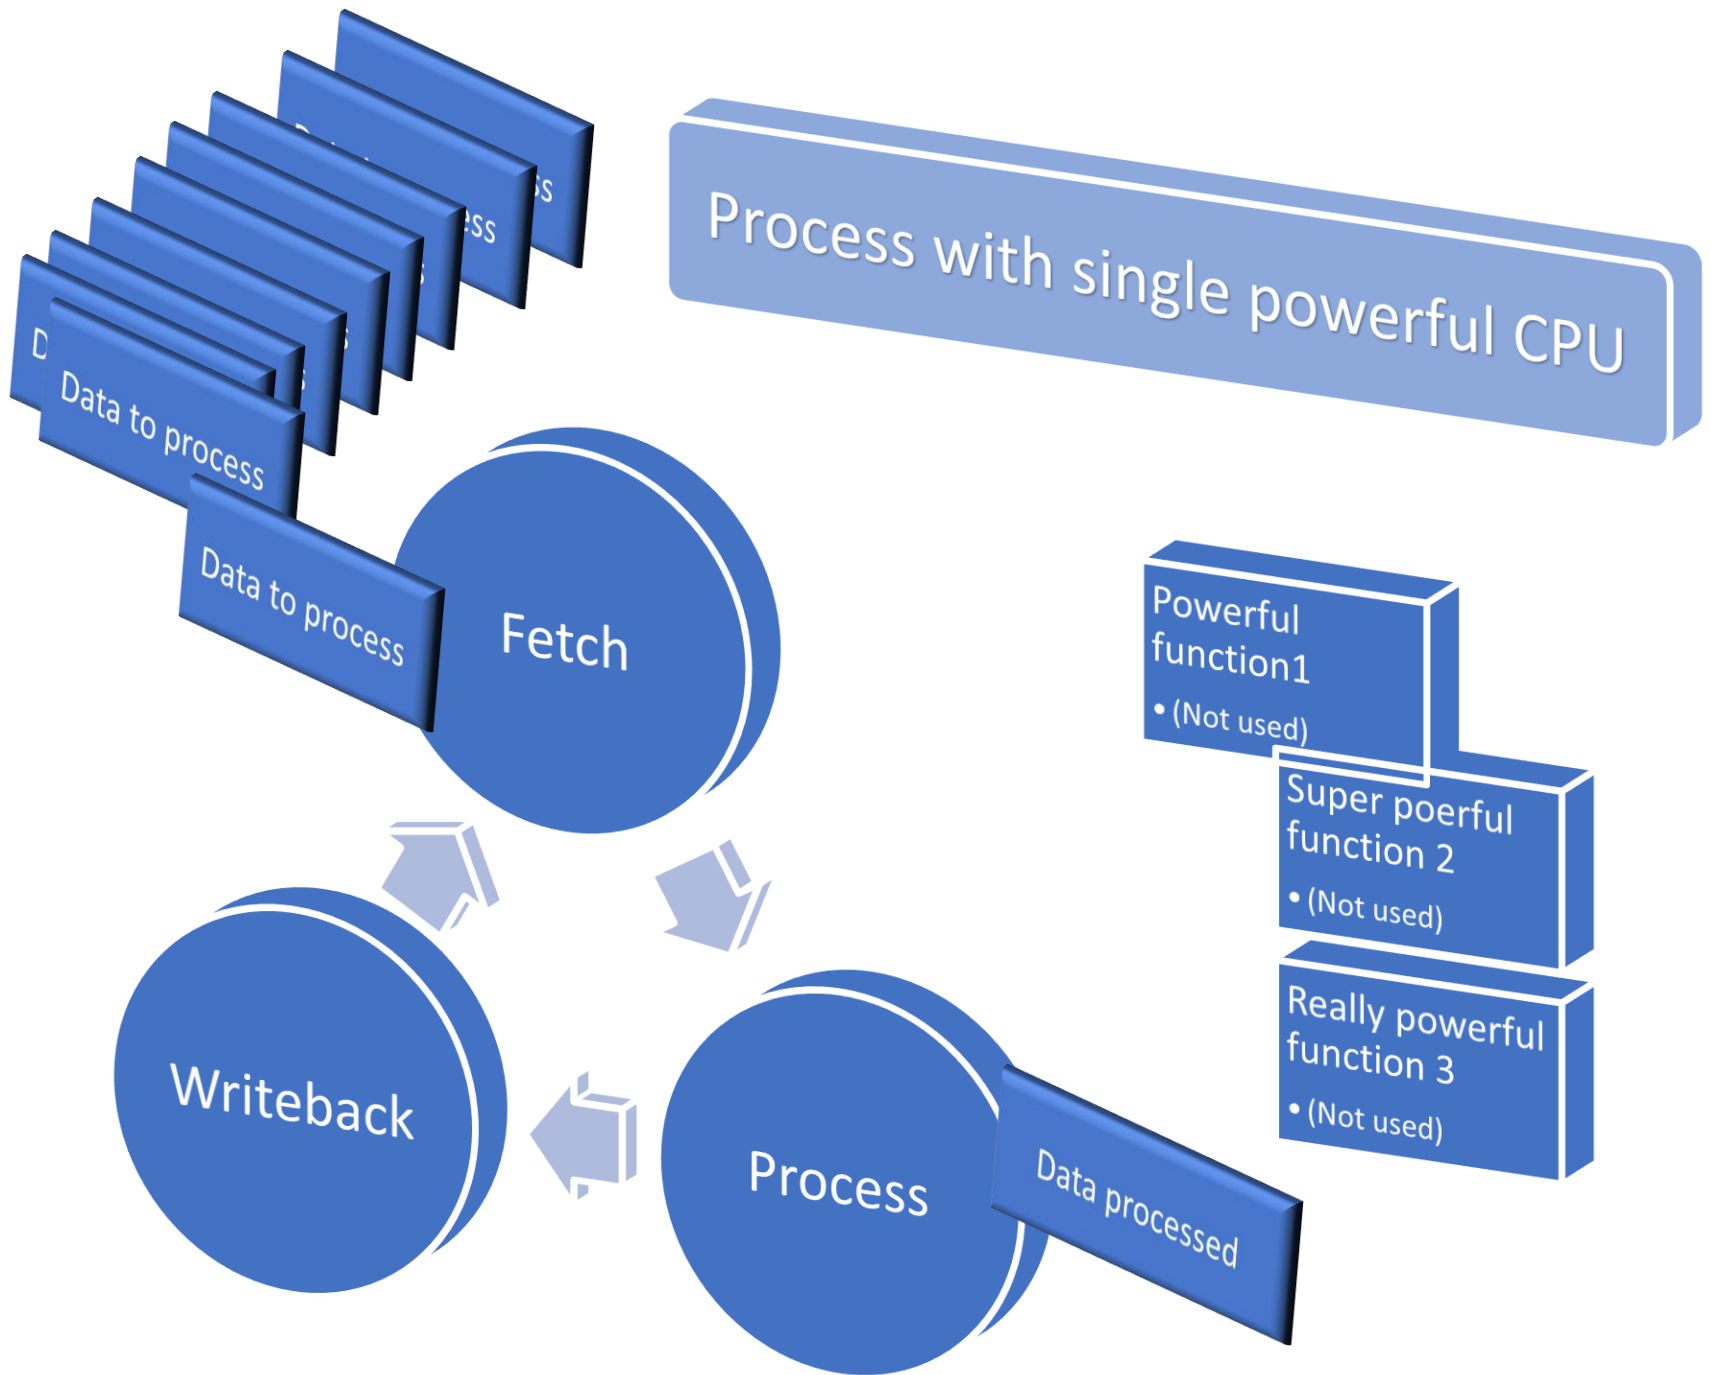 Process with single powerful CPU
Data to process
Data to process
Fetch
Powerful
function1
• (Not used)
Super poerful
function 2
• (Not used)
Really powerful
function 3
• (Not used)
Writeback
Process
Data processed